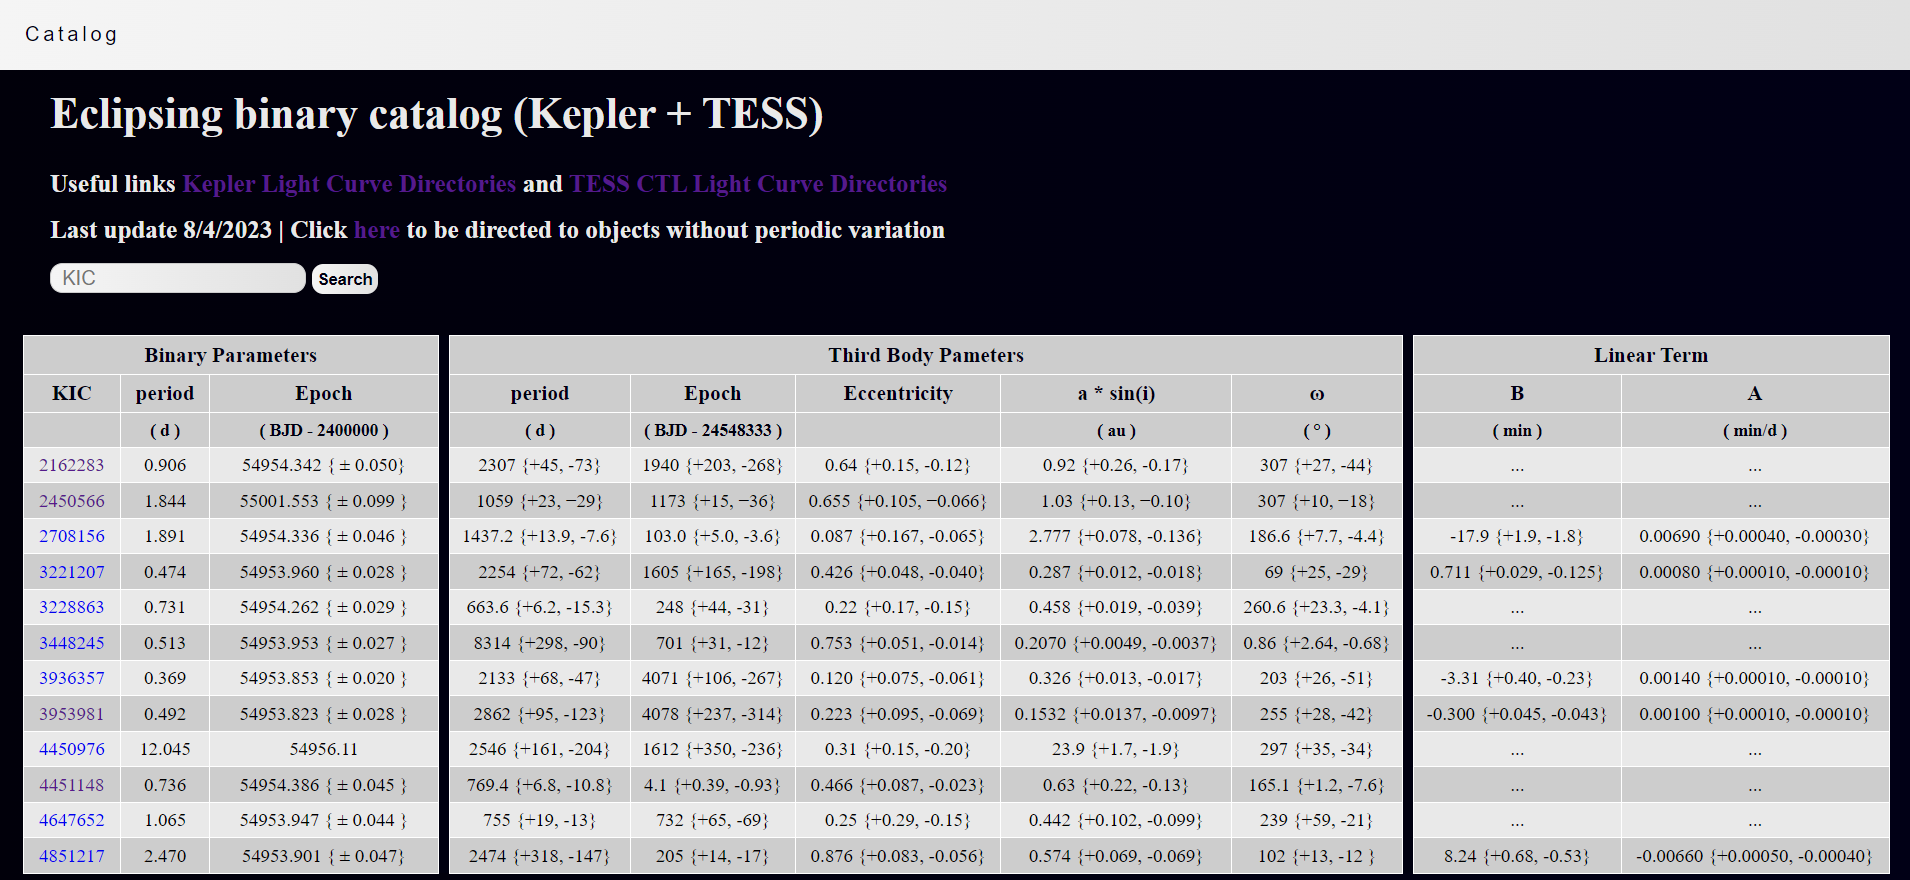 Catalog
Eclipsing binary catalog (Kepler + TESS)
Useful links Kepler Light Curve Directories and TESS CTL Light Curve Directories
Last update 8/4/2023 | Click here to be directed to objects without periodic variation
KIC Search
Binary Parameters Third Body Pameters Linear Term
KIC period Epoch period Epoch Eccentricity a * sin(i) ω B A
( d ) ( BJD - 2400000 ) ( d ) ( BJD - 24548333 ) ( au ) ( ° ) ( min ) ( min/d )
2162283 0.906 54954.342 { ± 0.050} 2307 {+45, -73} 1940 {+203, -268} 0.64 {+0.15, -0.12} 0.92 {+0.26, -0.17} 307 {+27, -44} ... ...
2450566 1.844 55001.553 { ± 0.099 } 1059 {+23, −29} 1173 {+15, −36} 0.655 {+0.105, −0.066} 1.03 {+0.13, −0.10} 307 {+10, −18} ... ...
2708156 1.891 54954.336 { ± 0.046 } 1437.2 {+13.9, -7.6} 103.0 {+5.0, -3.6} 0.087 {+0.167, -0.065} 2.777 {+0.078, -0.136} 186.6 {+7.7, -4.4} -17.9 {+1.9, -1.8} 0.00690 {+0.00040, -0.00030}
3221207 0.474 54953.960 { ± 0.028 } 2254 {+72, -62} 1605 {+165, -198} 0.426 {+0.048, -0.040} 0.287 {+0.012, -0.018} 69 {+25, -29} 0.711 {+0.029, -0.125} 0.00080 {+0.00010, -0.00010}
3228863 0.731 54954.262 { ± 0.029 } 663.6 {+6.2, -15.3} 248 {+44, -31} 0.22 {+0.17, -0.15} 0.458 {+0.019, -0.039} 260.6 {+23.3, -4.1} ... ...
3448245 0.513 54953.953 { ± 0.027 } 8314 {+298, -90} 701 {+31, -12} 0.753 {+0.051, -0.014} 0.2070 {+0.0049, -0.0037} 0.86 {+2.64, -0.68} ... ...
3936357 0.369 54953.853 { ± 0.020 } 2133 {+68, -47} 4071 {+106, -267} 0.120 {+0.075, -0.061} 0.326 {+0.013, -0.017} 203 {+26, -51} -3.31 {+0.40, -0.23} 0.00140 {+0.00010, -0.00010}
3953981 0.492 54953.823 { ± 0.028 } 2862 {+95, -123} 4078 {+237, -314} 0.223 {+0.095, -0.069} 0.1532 {+0.0137, -0.0097} 255 {+28, -42} -0.300 {+0.045, -0.043} 0.00100 {+0.00010, -0.00010}
4450976 12.045 54956.11 2546 {+161, -204} 1612 {+350, -236} 0.31 {+0.15, -0.20} 23.9 {+1.7, -1.9} 297 {+35, -34} ... ...
4451148 0.736 54954.386 { ± 0.045 } 769.4 {+6.8, -10.8} 4.1 {+0.39, -0.93} 0.466 {+0.087, -0.023} 0.63 {+0.22, -0.13} 165.1 {+1.2, -7.6} ... ...
4647652 1.065 54953.947 { ± 0.044 } 755 {+19, -13} 732 {+65, -69} 0.25 {+0.29, -0.15} 0.442 {+0.102, -0.099} 239 {+59, -21} ... ...
4851217 2.470 54953.901 { ± 0.047} 2474 {+318, -147} 205 {+14, -17} 0.876 {+0.083, -0.056} 0.574 {+0.069, -0.069} 102 {+13, -12 } 8.24 {+0.68, -0.53} -0.00660 {+0.00050, -0.00040}